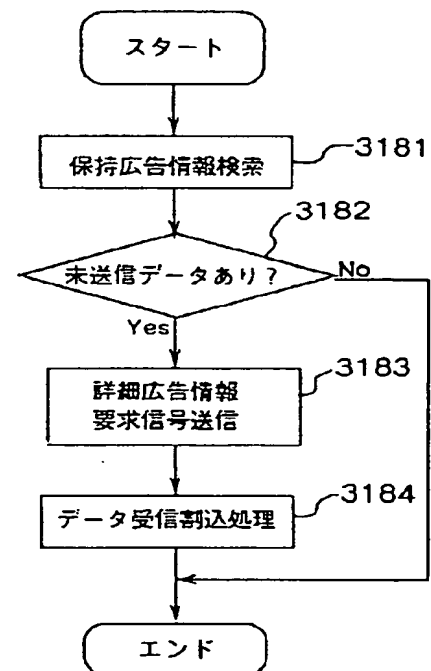 スタート
保持広告情報検索
3181
3182
未送信データあり?
No
Yes
詳細広告情報
要求信号送信
3183
データ受信割込処理
3184
エンド